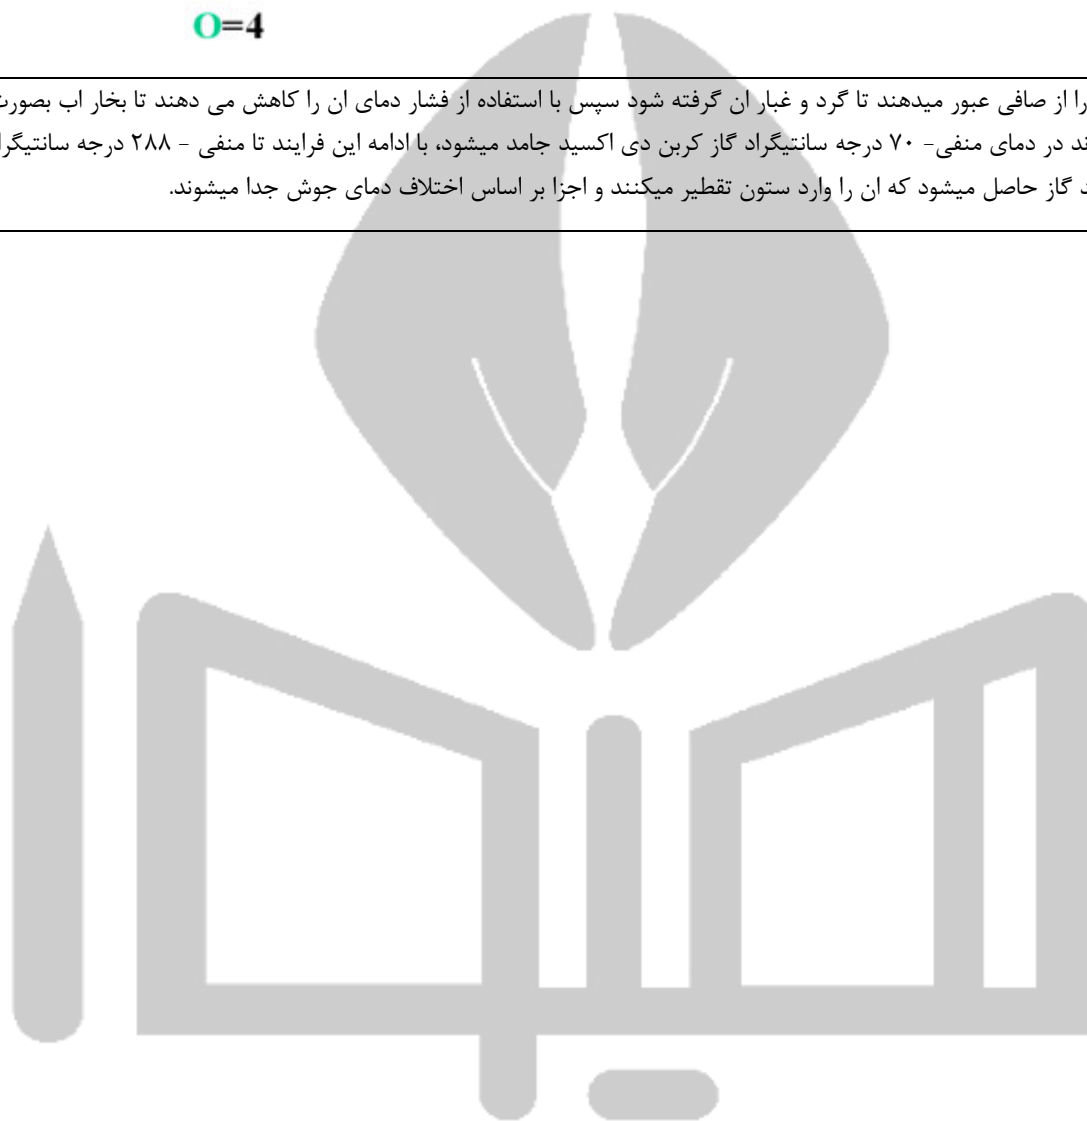 O=4
را از صافی عبور میدهند تا گرد و غبار ان گرفته شود سپس با استفاده از فشار دمای ان را کاهش می دهند تا بخار اب بصورت
در دمای منفی- ۷۰ درجه سانتیگراد گاز کربن دی اکسید جامد میشود، با ادامه این فرایند تا منفی - ۲۸۸ درجه
گاز حاصل میشود که ان را وارد ستون تقطیر میکنند و اجزا بر اساس اختلاف دمای جوش جدا میشوند.